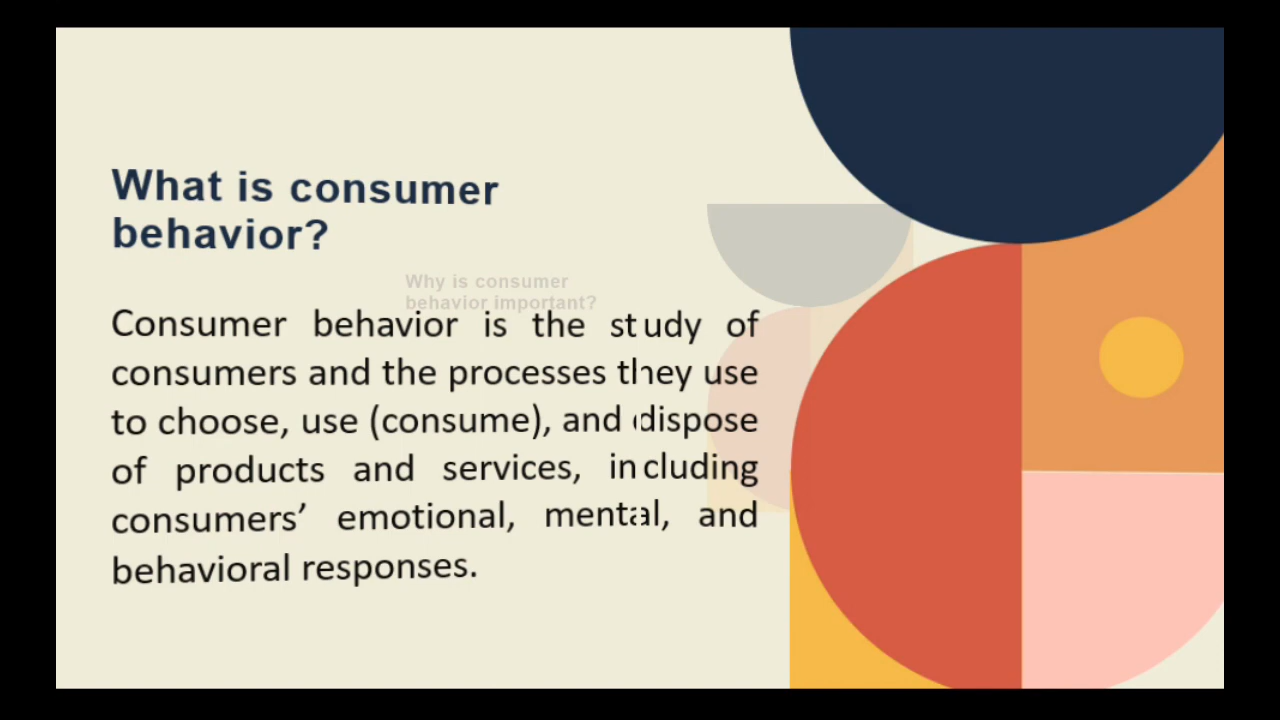 What is consumer
behavior?
Why is consumer
behavior important?
Consumer behavior is the study of
consumers and the processes they use
to choose, use (consume), and dispose
of products and services, including
consumers’ emotional, mental, and
behavioral responses.